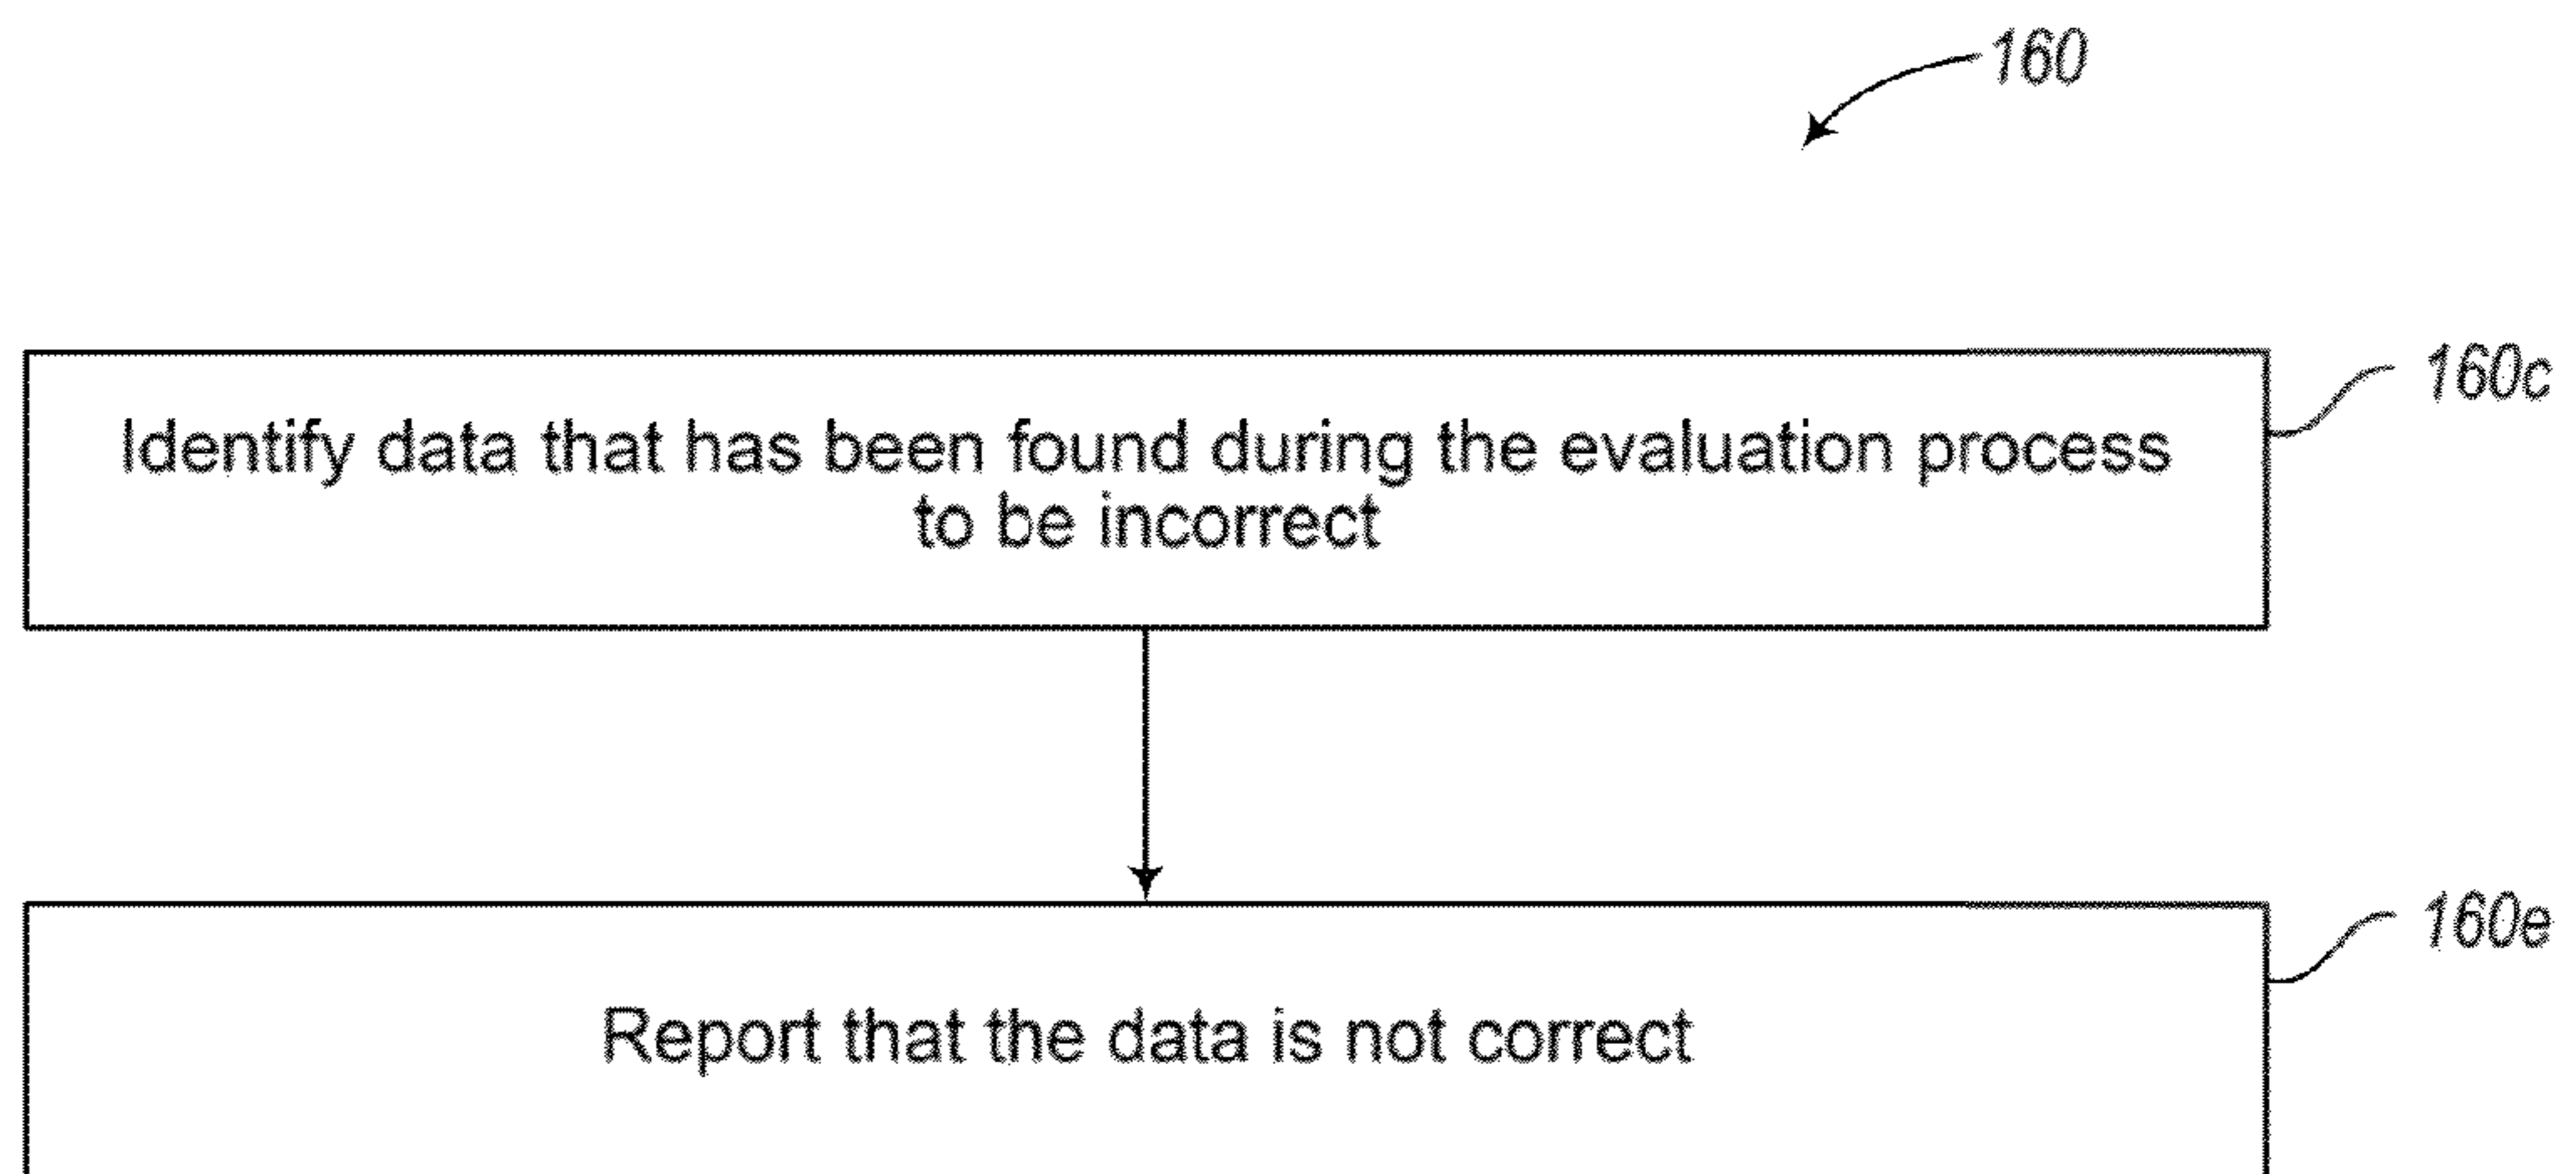 160
160c
Identify data that has been found during the evaluation process
to be incorrect
160e
Report that the data is not correct